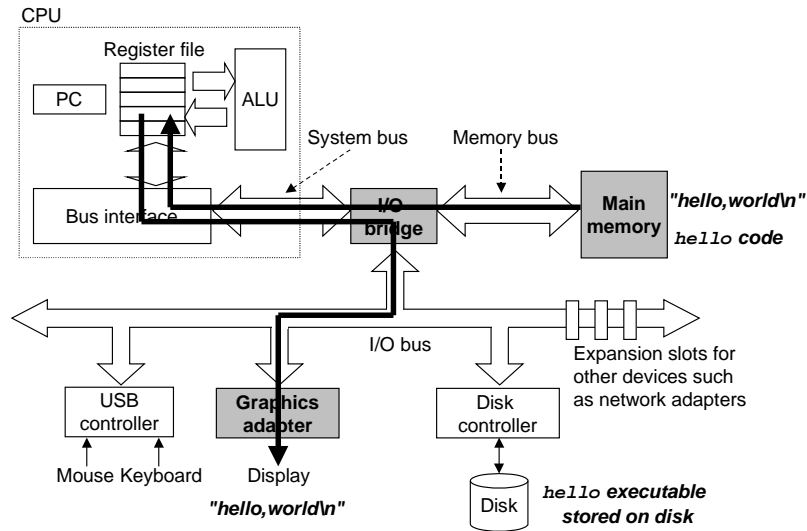 CPU
Register file
PC
ALU
System bus
Memory bus
Bus interface
I/O
bridge
Main
memory
"hello,world\n"
hello code
I/O bus
Expansion slots for
other devices such
as network adapters
USB
controller
Graphics
adapter
Disk
controller
Mouse Keyboard
Display
"hello,world\n"
Disk
hello executable
stored on disk